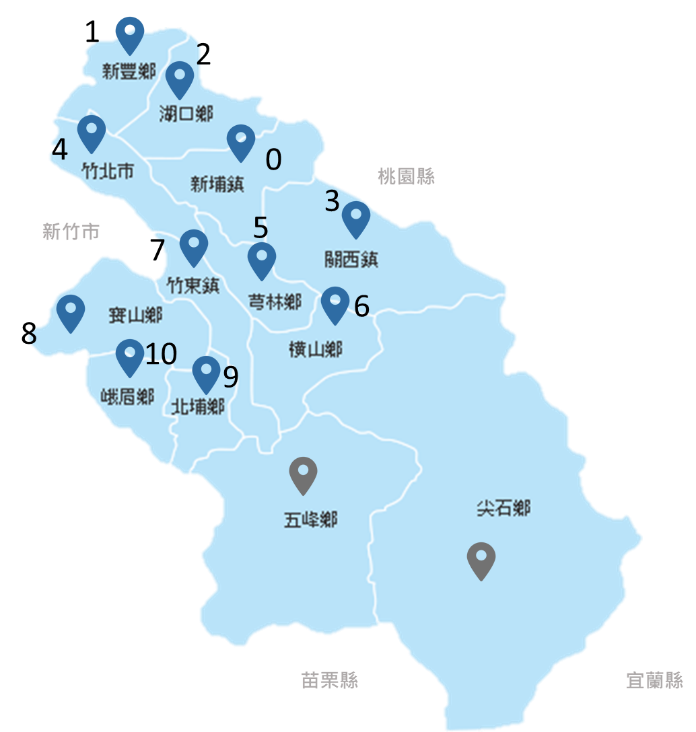 1
新豐鄉
2
湖口鄉
4
竹北市
0
新埔鎮
桃園縣
3
關西鎮
新竹市
5
芎林鄉
7
竹東鎮
6
橫山鄉
8
寶山鄉
10
峨眉鄉
9
北埔鄉
五峰鄉
尖石鄉
苗栗縣
宜蘭縣